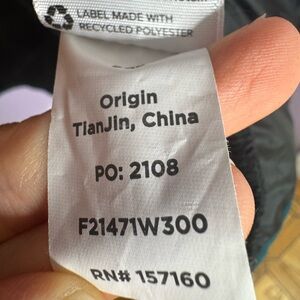 LABEL MADE WITH
RECYCLED POLYESTER
Origin
TianJin, China
PO: 2108
F21471W300
RN# 157160